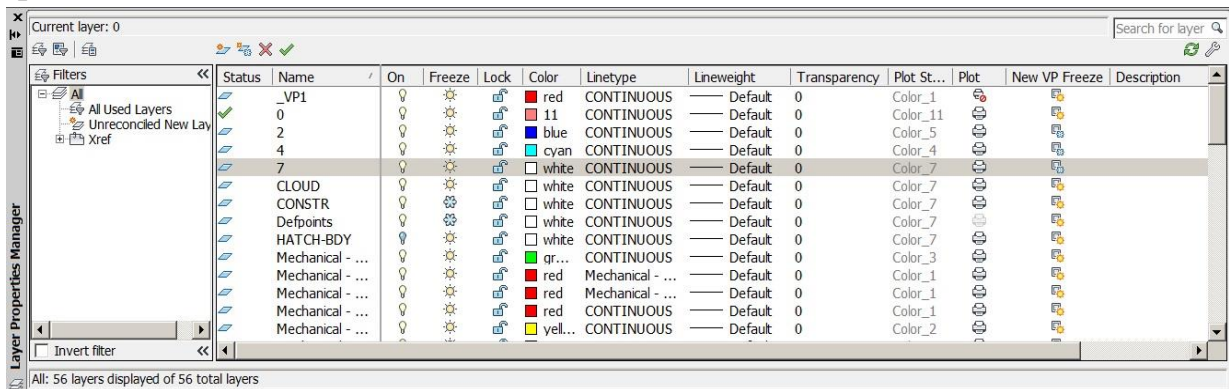 Current layer: 0
Search for layer
Filters
All
All Used Layers
Unreconciled New Lay
Xref
Invert filter
Layer Properties Manager
Status Name On Freeze Lock Color Linetype Lineweight Transparency Plot St... Plot New VP Freeze Description
_VP1 red CONTINUOUS Default 0 Color_1
0 11 CONTINUOUS Default 0 Color_11
2 blue CONTINUOUS Default 0 Color_5
4 cyan CONTINUOUS Default 0 Color_4
7 white CONTINUOUS Default 0 Color_7
CLOUD white CONTINUOUS Default 0 Color_7
CONSTR white CONTINUOUS Default 0 Color_7
Defpoints white CONTINUOUS Default 0 Color_7
HATCH-BDY white CONTINUOUS Default 0 Color_7
Mechanical - ... gr... CONTINUOUS Default 0 Color_3
Mechanical - ... red Mechanical - ... Default 0 Color_1
Mechanical - ... red Mechanical - ... Default 0 Color_1
Mechanical - ... red CONTINUOUS Default 0 Color_1
Mechanical - ... yell... CONTINUOUS Default 0 Color_2
All: 56 layers displayed of 56 total layers